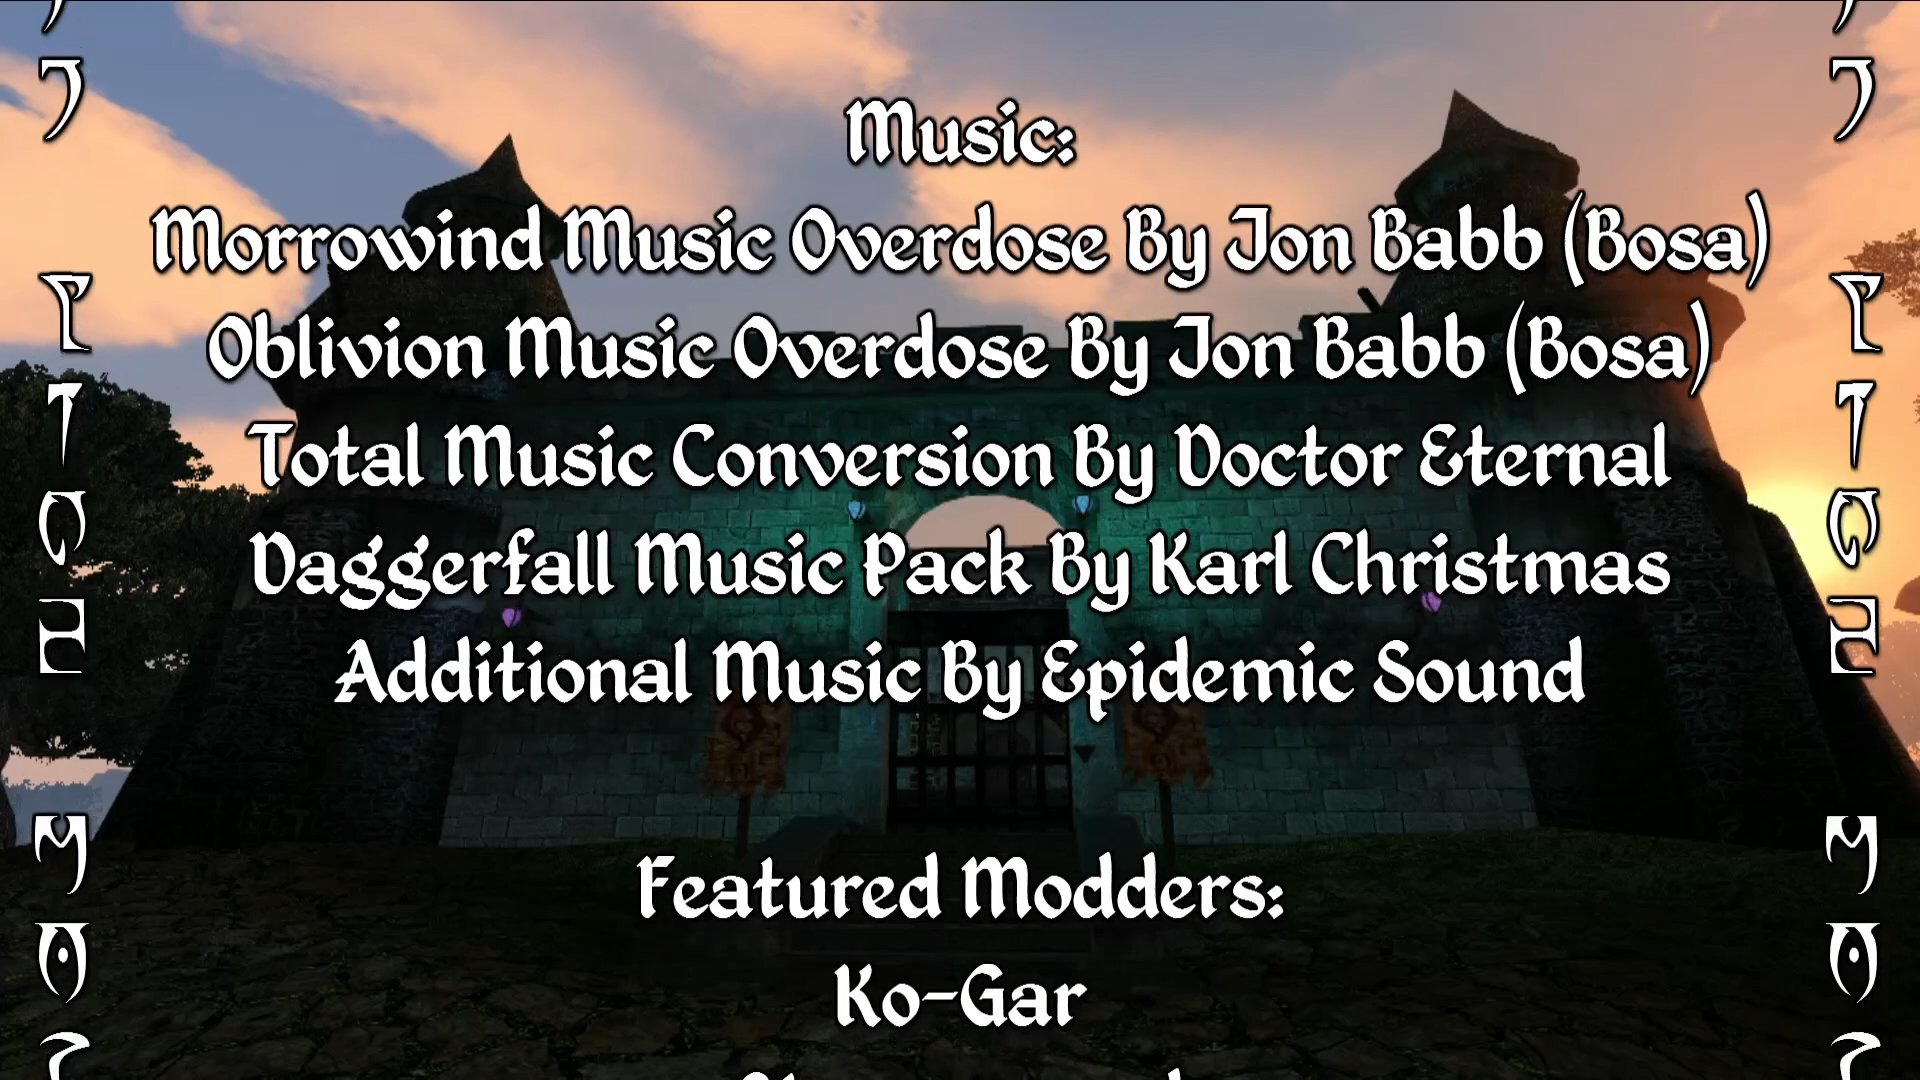 Music:
Morrowind Music Overdose By Jon Babb (Bosa)
Oblivion Music Overdose By Jon Babb (Bosa)
Total Music Conversion By Doctor Eternal
Daggerfall Music Pack By Karl Christmas
Additional Music By Epidemic Sound
Featured Modders:
Ko-Gar